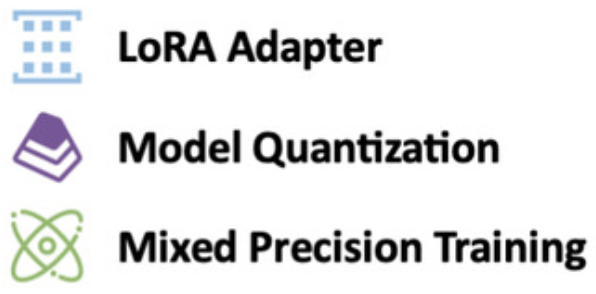 LoRA Adapter
Model Quantization
Mixed Precision Training